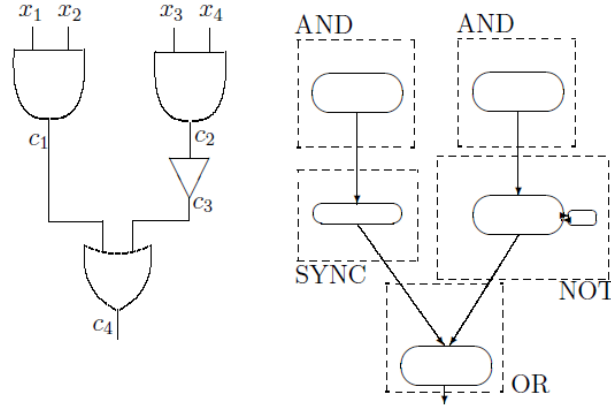 x₁ x₂ x₃ x₄
AND AND
c₁ c₂
c₃
SYNC NOT
c₄
OR